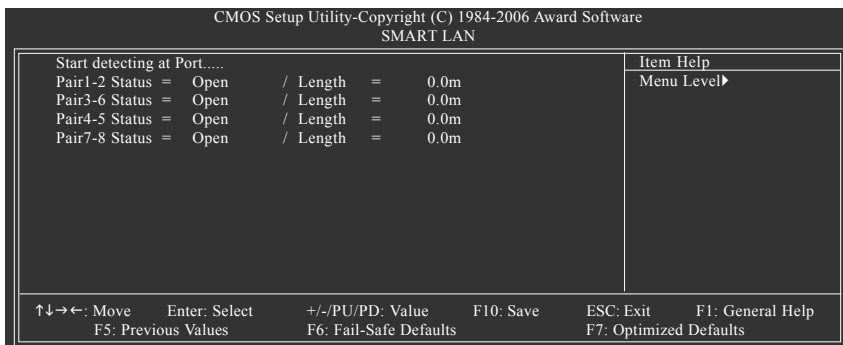 CMOS Setup Utility-Copyright (C) 1984-2006 Award Software
SMART LAN
Start detecting at Port.....
Pair1-2 Status = Open / Length = 0.0m
Pair3-6 Status = Open / Length = 0.0m
Pair4-5 Status = Open / Length = 0.0m
Pair7-8 Status = Open / Length = 0.0m
Item Help
Menu Level▶
↑↓→←: Move Enter: Select +/-/PU/PD: Value F10: Save ESC: Exit F1: General Help
F5: Previous Values F6: Fail-Safe Defaults F7: Optimized Defaults